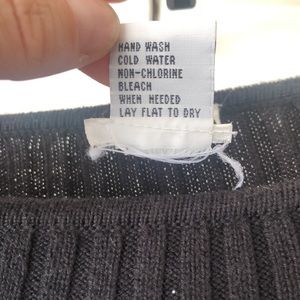 HAND WASH
COLD WATER
NON-CHLORINE
BLEACH
WHEN NEEDED
LAY FLAT TO DRY